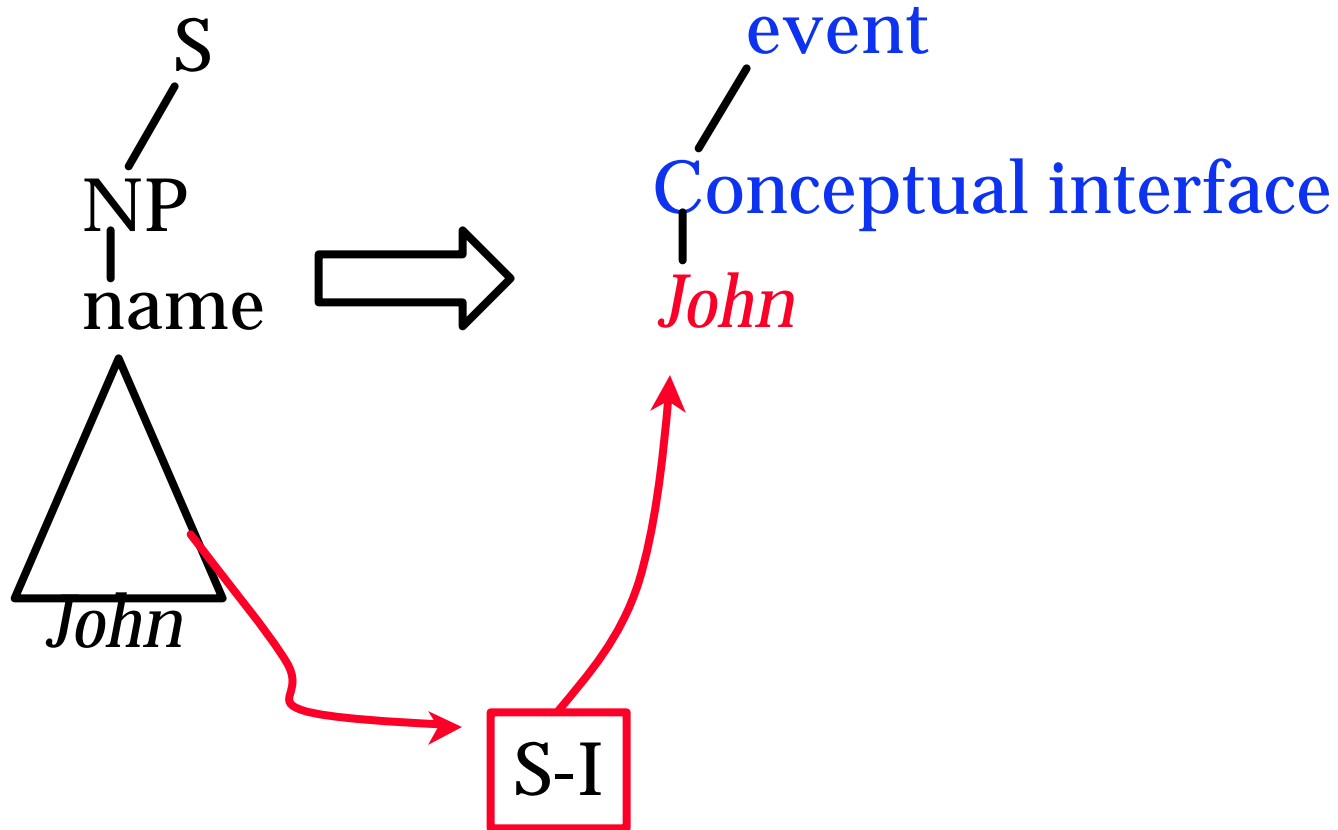 S
NP
name
John
event
Conceptual interface
John
S-I